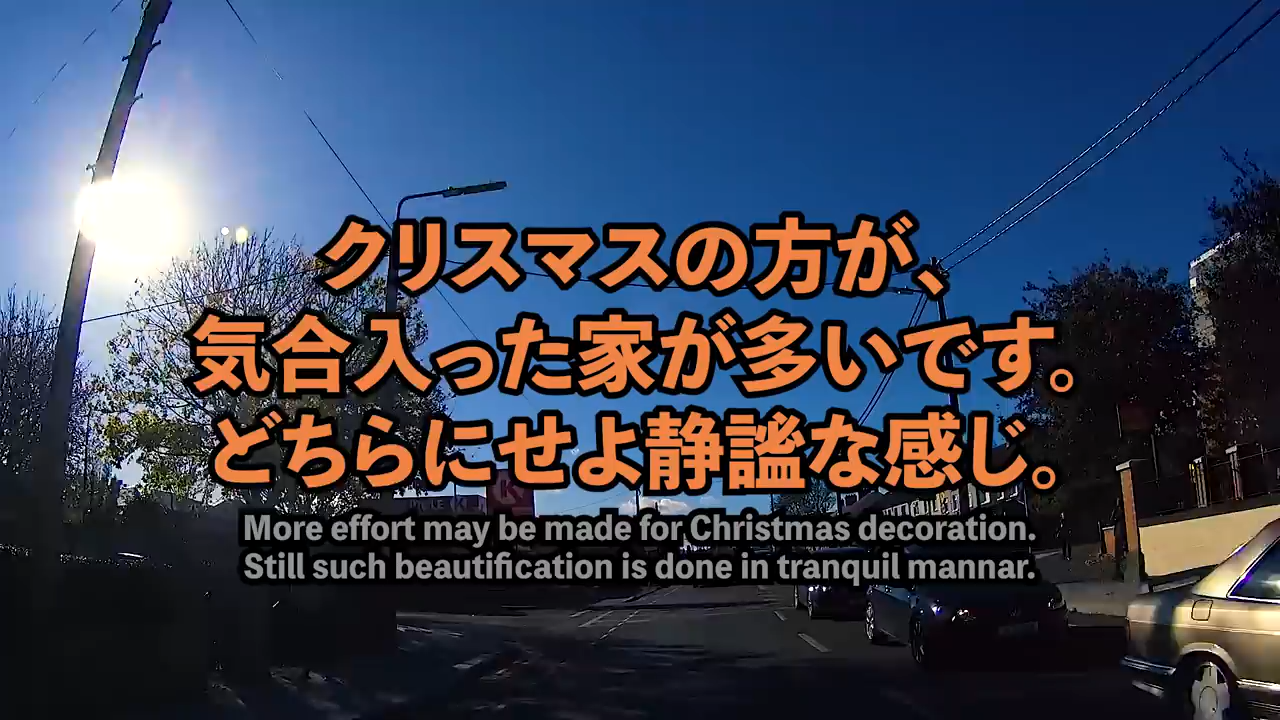 クリスマスの方が、
気合入った家が多いです。
どちらにせよ静謐な感じ。
More effort may be made for Christmas decoration.
Still such beautification is done in tranquil mannar.